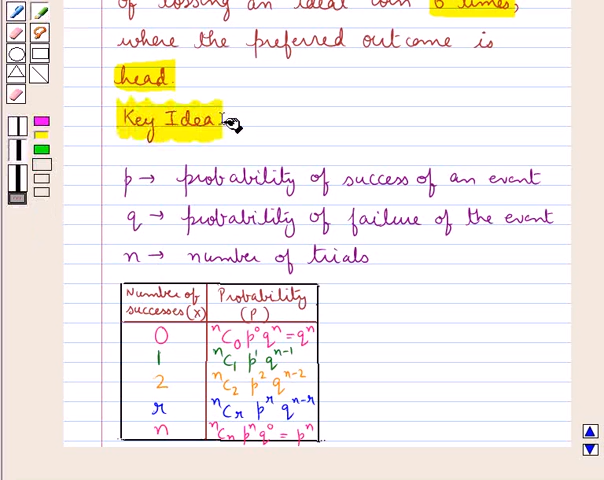 of tossing an ideal coin 6 times,
where the preferred outcome is
head.
Key Idea
p → probability of success of an event
q → probability of failure of the event
n → number of trials
Number of successes (x) Probability (P)
0 ⁿC₀ p⁰ qⁿ = qⁿ
1 ⁿC₁ p¹ qⁿ⁻¹
2 ⁿC₂ p² qⁿ⁻²
r ⁿCᵣ pʳ qⁿ⁻ʳ
n ⁿCₙ pⁿ q⁰ = pⁿ